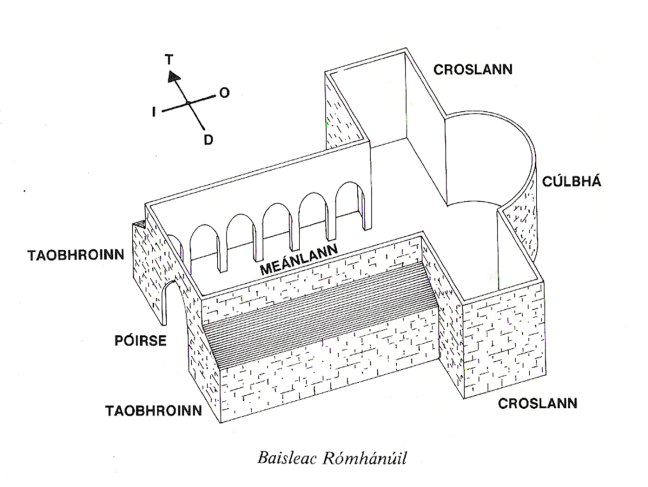 T
O
I
D
CROSLANN
CÚLBHÁ
TAOBHROINN
MEÁNLANN
PÓIRSE
TAOBHROINN
CROSLANN
Baisleac Rómhánúil